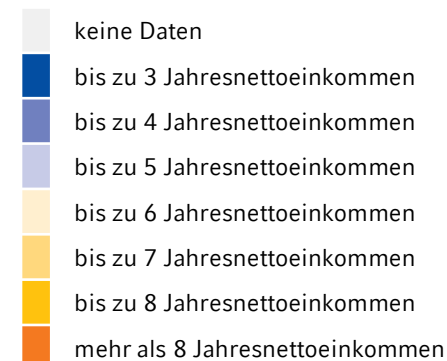 keine Daten
bis zu 3 Jahresnettoeinkommen
bis zu 4 Jahresnettoeinkommen
bis zu 5 Jahresnettoeinkommen
bis zu 6 Jahresnettoeinkommen
bis zu 7 Jahresnettoeinkommen
bis zu 8 Jahresnettoeinkommen
mehr als 8 Jahresnettoeinkommen